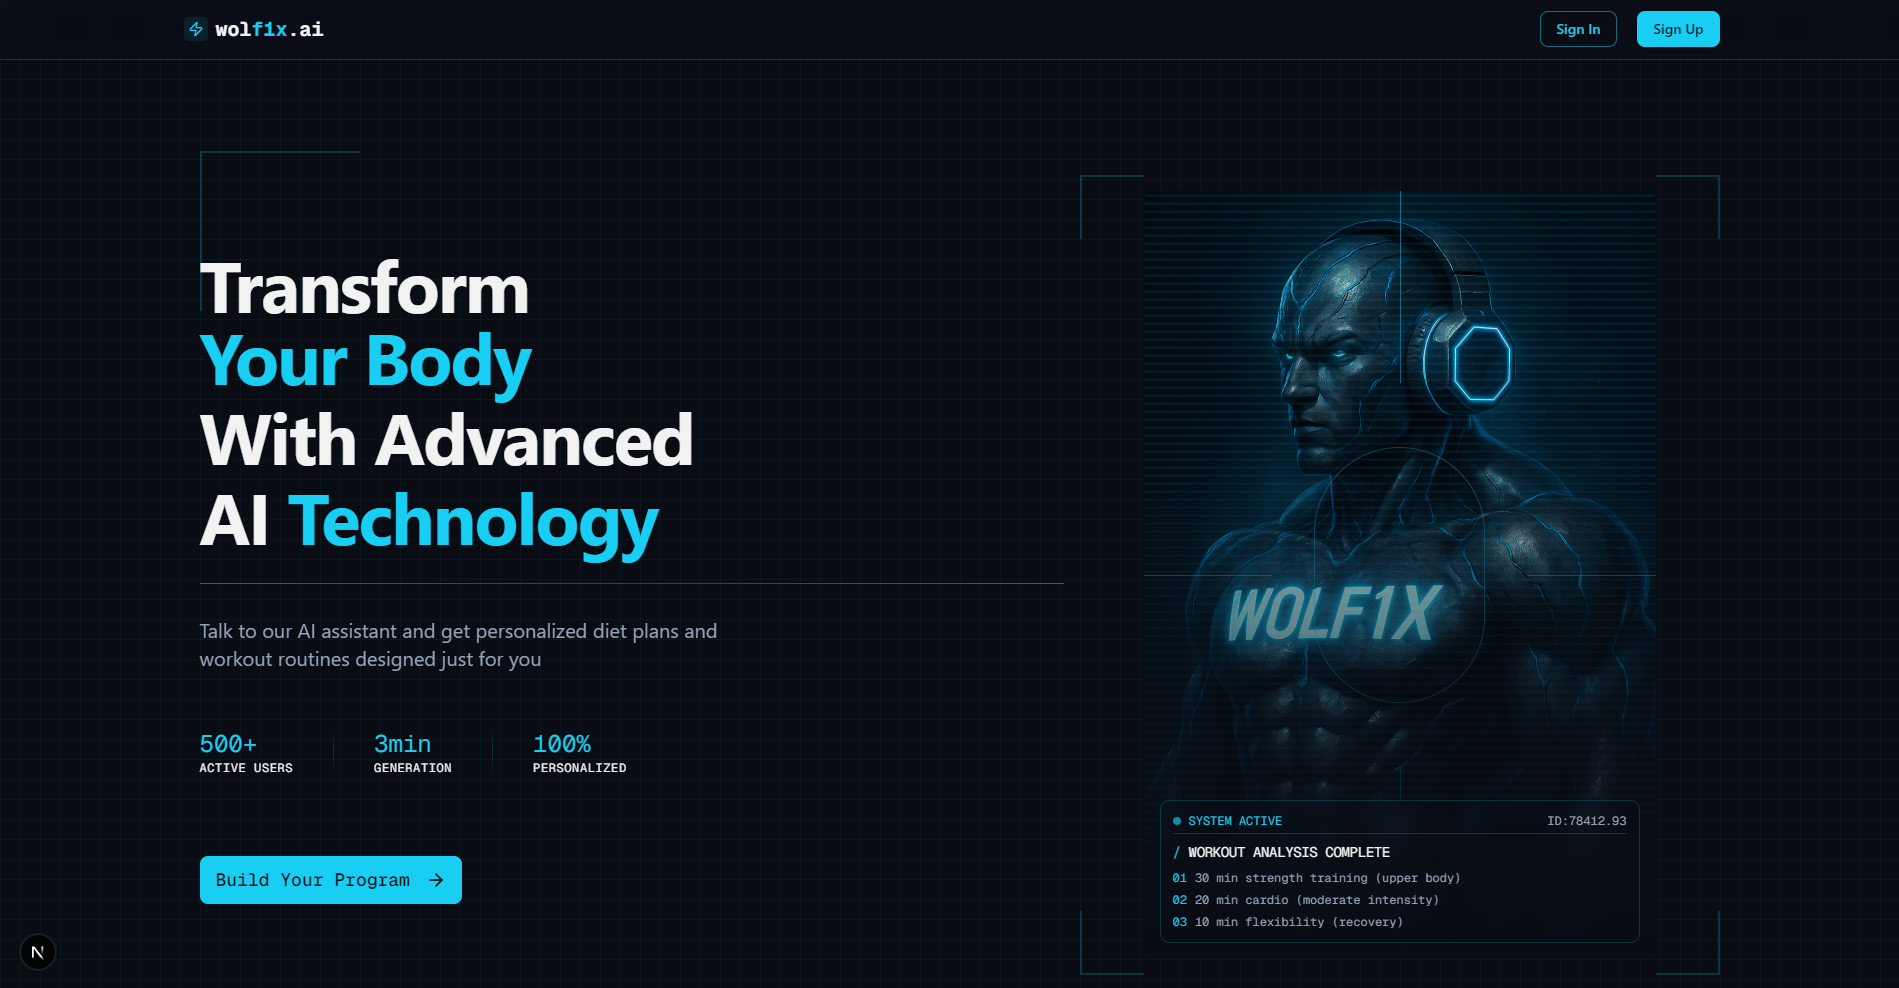 wolf1x.ai
Sign In
Sign Up
Transform
Your Body
With Advanced
AI Technology
Talk to our AI assistant and get personalized diet plans and
workout routines designed just for you
500+
ACTIVE USERS
3min
GENERATION
100%
PERSONALIZED
Build Your Program
N
WOLF1X
SYSTEM ACTIVE
ID:78412.93
/ WORKOUT ANALYSIS COMPLETE
01 30 min strength training (upper body)
02 20 min cardio (moderate intensity)
03 10 min flexibility (recovery)